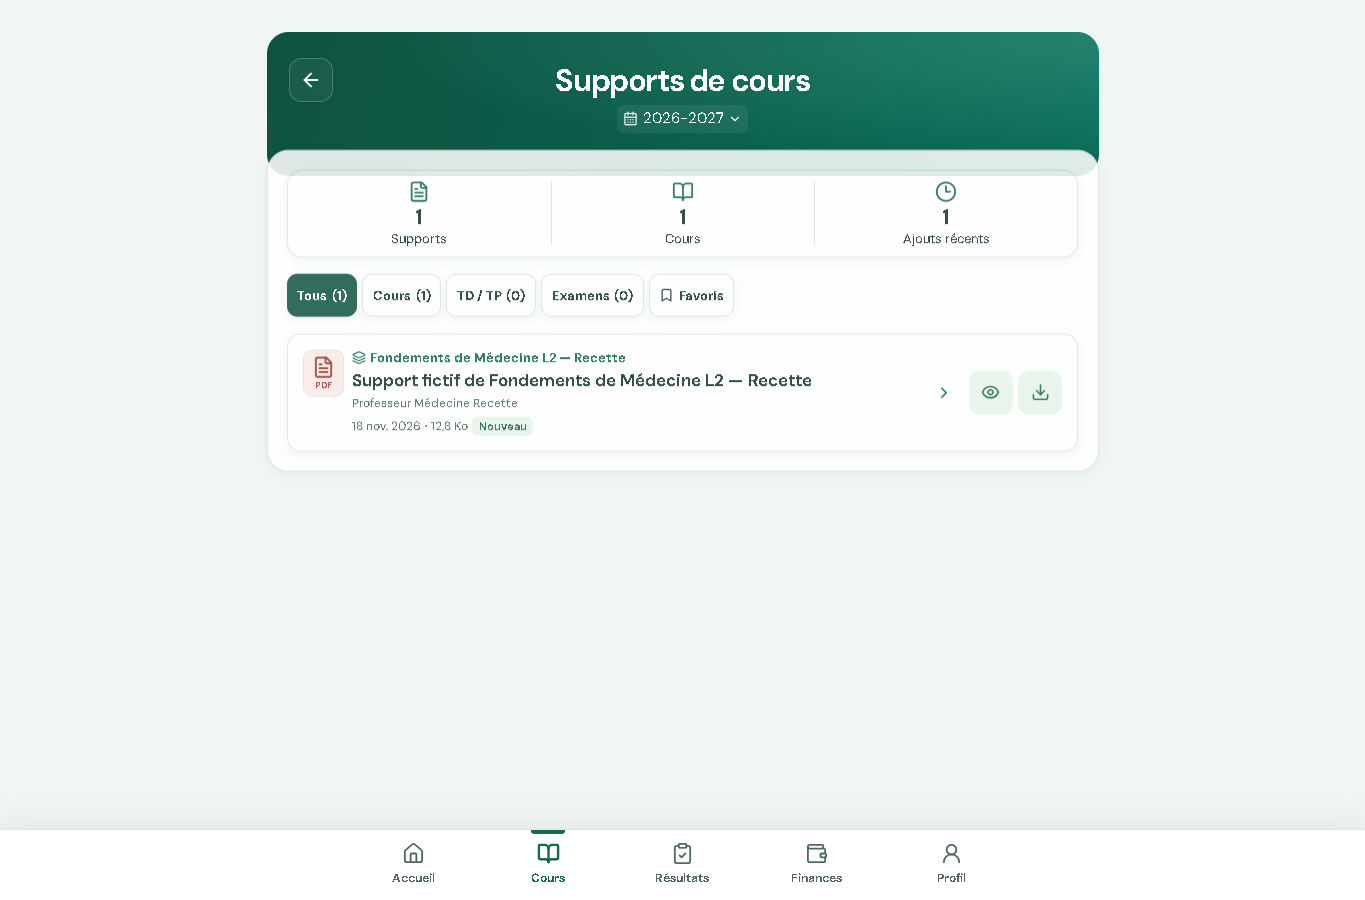 Supports de cours
2026-2027
1
Supports
1
Cours
1
Ajouts récents
Tous (1)
Cours (1)
TD / TP (0)
Examens (0)
Favoris
PDF
Fondements de Médecine L2 — Recette
Support fictif de Fondements de Médecine L2 — Recette
Professeur Médecine Recette
18 nov. 2026 · 12,8 Ko Nouveau
Accueil
Cours
Résultats
Finances
Profil